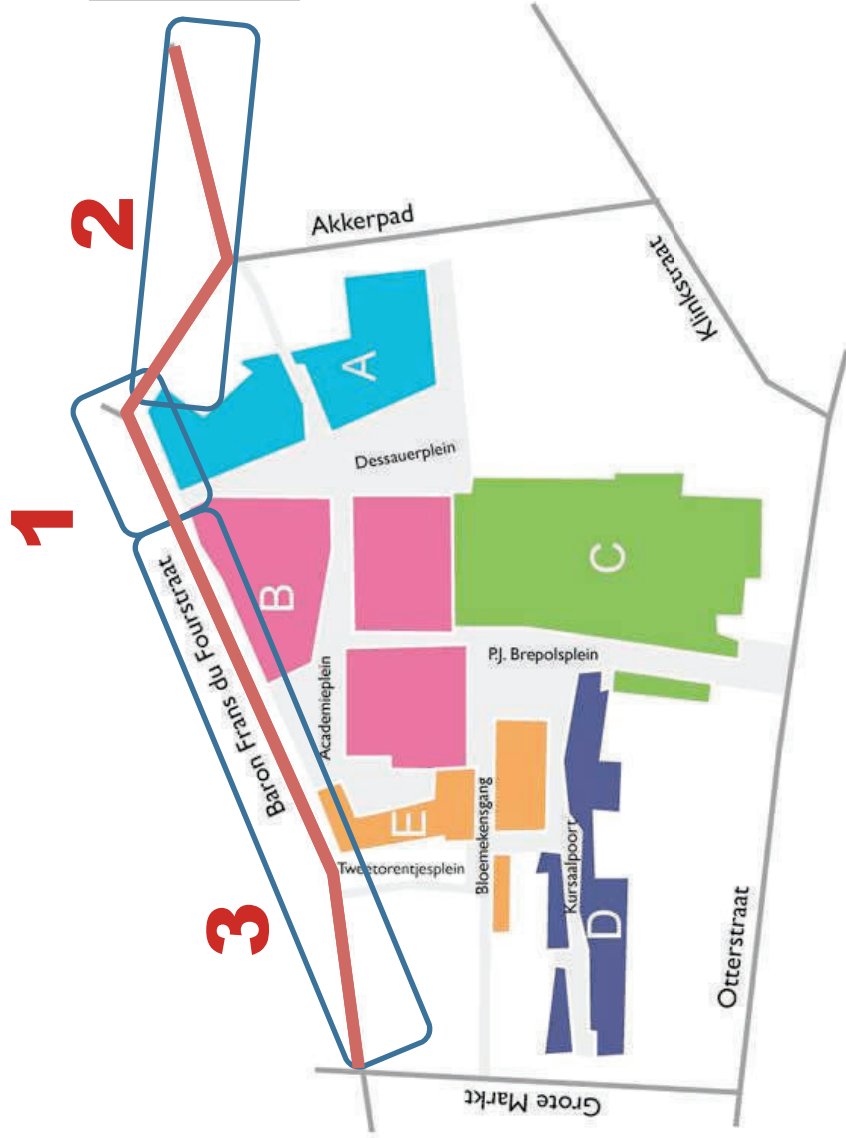 1
2
3
Baron Frans du Fourstraat
Akkerpad
Klinkstraat
A
Dessauerplein
B
C
Academieplein
P.J. Brepolsplein
E
Tweetorentjesplein
Bloemekensgang
Kursaalpoort
D
Otterstraat
Grote Markt